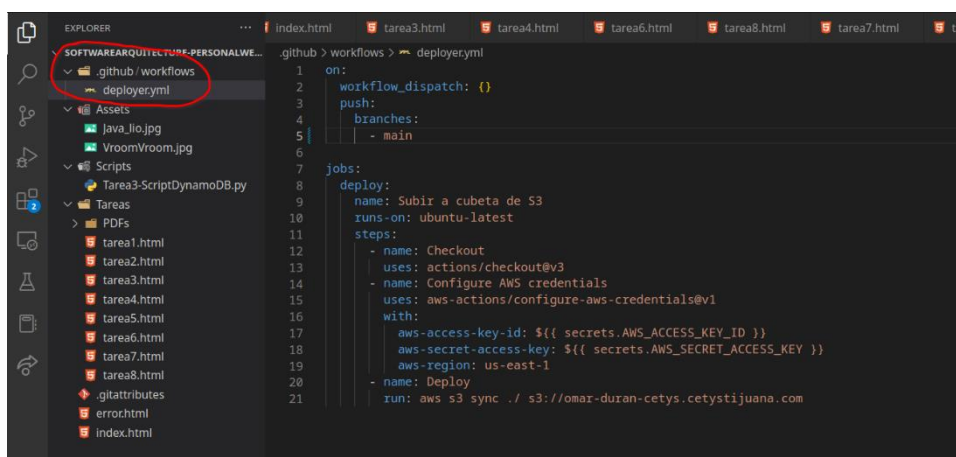 EXPLORER
SOFTWAREARQUITECTURE-PERSONALWE...
.github/workflows
deployer.yml
Assets
Java_lio.jpg
VroomVroom.jpg
Scripts
Tarea3-ScriptDynamoDB.py
Tareas
PDFs
tarea1.html
tarea2.html
tarea3.html
tarea4.html
tarea5.html
tarea6.html
tarea7.html
tarea8.html
.gitattributes
error.html
index.html
2
index.html tarea3.html tarea4.html tarea6.html tarea8.html tarea7.html
.github > workflows > deployer.yml
1 on:
2 workflow_dispatch: {}
3 push:
4 branches:
5 - main
6
7 jobs:
8 deploy:
9 name: Subir a cubeta de S3
10 runs-on: ubuntu-latest
11 steps:
12 - name: Checkout
13 uses: actions/checkout@v3
14 - name: Configure AWS credentials
15 uses: aws-actions/configure-aws-credentials@v1
16 with:
17 aws-access-key-id: ${{ secrets.AWS_ACCESS_KEY_ID }}
18 aws-secret-access-key: ${{ secrets.AWS_SECRET_ACCESS_KEY }}
19 aws-region: us-east-1
20 - name: Deploy
21 run: aws s3 sync ./ s3://omar-duran-cetys.cetystijuana.com